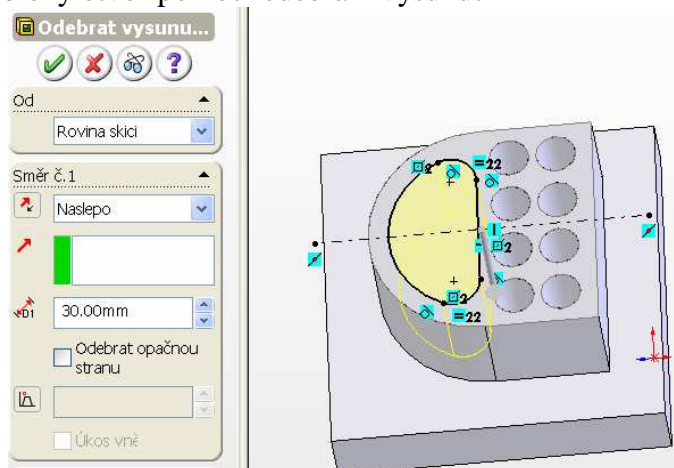 Odebrat vysunu...
Od
Rovina skici
Směr č.1
Naslepo
D1
30.00mm
Odebrat opačnou
stranu
Úkos vně
2
=22
2
2
=22